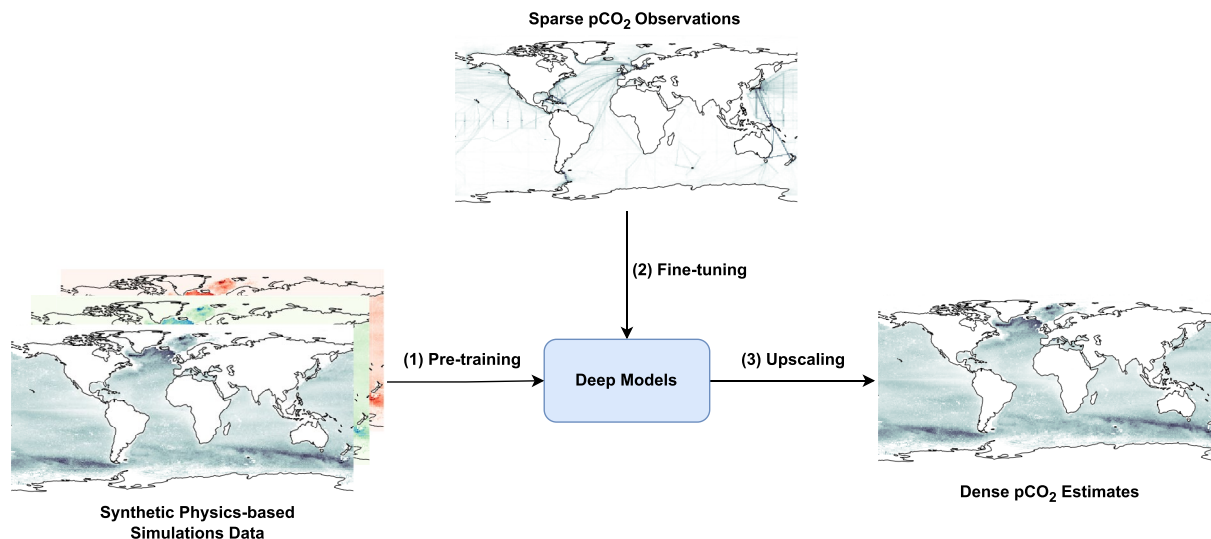 Sparse pCO₂ Observations
(2) Fine-tuning
(1) Pre-training
Deep Models
(3) Upscaling
Synthetic Physics-based
Simulations Data
Dense pCO₂ Estimates